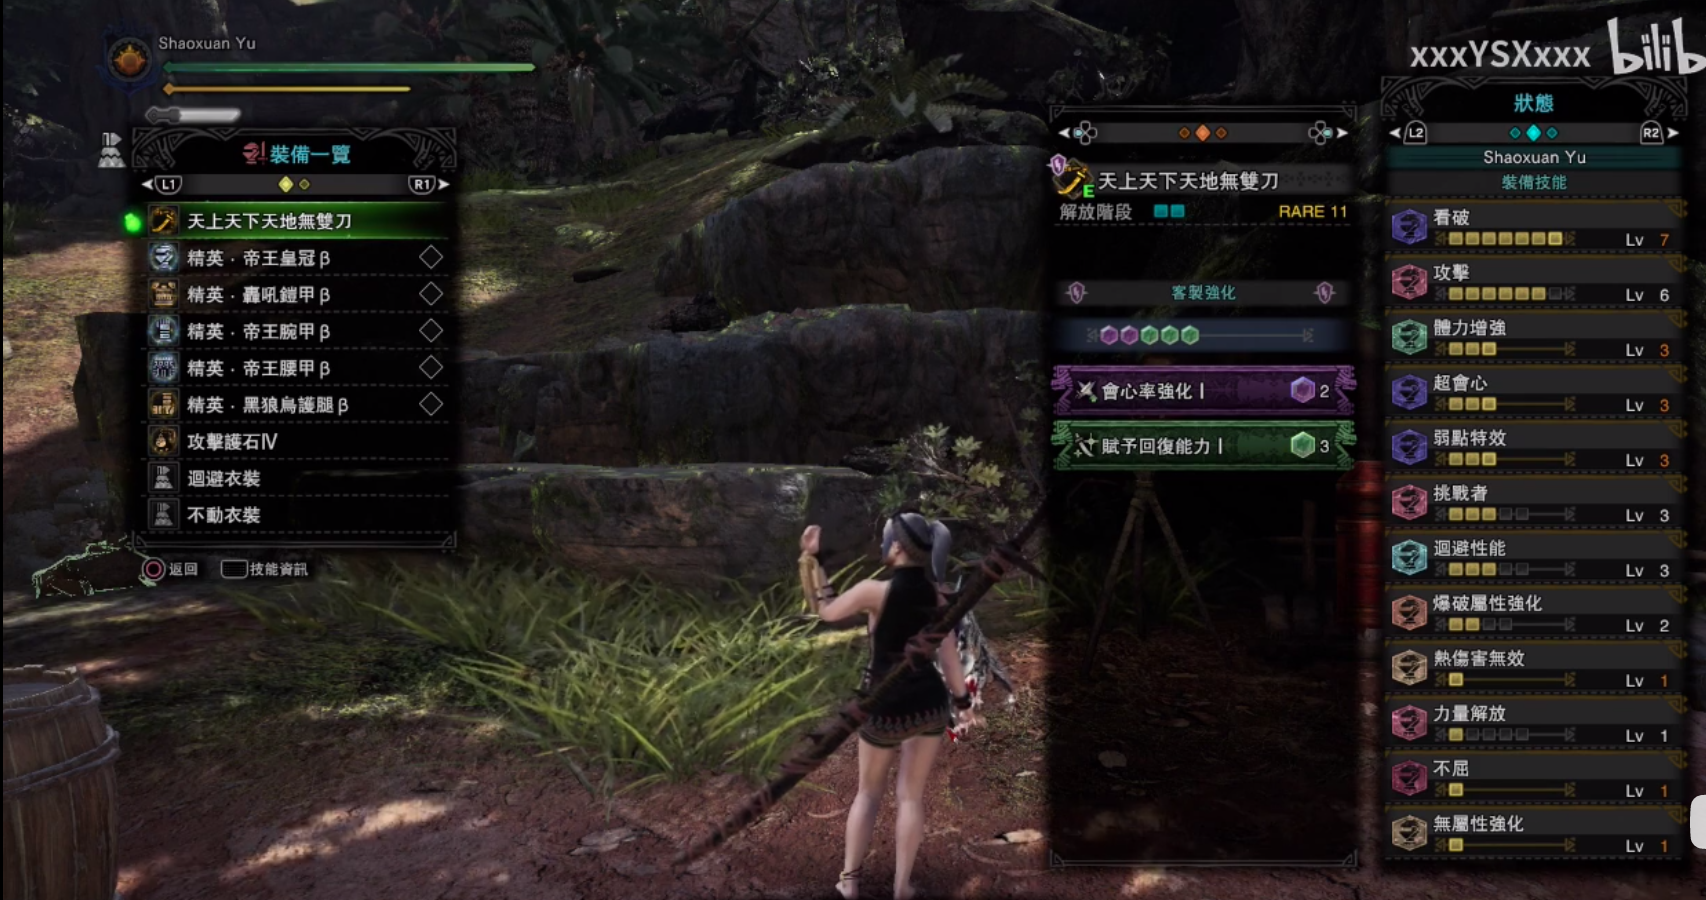 Shaoxuan Yu
裝備一覽
L1
R1
天上天下天地無雙刀
精英‧帝王皇冠β
精英‧轟吼鎧甲β
精英‧帝王腕甲β
精英‧帝王腰甲β
精英‧黑狼鳥護腿β
攻擊護石Ⅳ
迴避衣裝
不動衣裝
返回
技能資訊
E
天上天下天地無雙刀
解放階段
RARE 11
客製強化
會心率強化Ⅰ 2
賦予回復能力Ⅰ 3
xxxYSXxxx bilib
狀態
L2
R2
Shaoxuan Yu
裝備技能
看破
Lv 7
攻擊
Lv 6
體力增強
Lv 3
超會心
Lv 3
弱點特效
Lv 3
挑戰者
Lv 3
迴避性能
Lv 3
爆破屬性強化
Lv 2
熱傷害無效
Lv 1
力量解放
Lv 1
不屈
Lv 1
無屬性強化
Lv 1